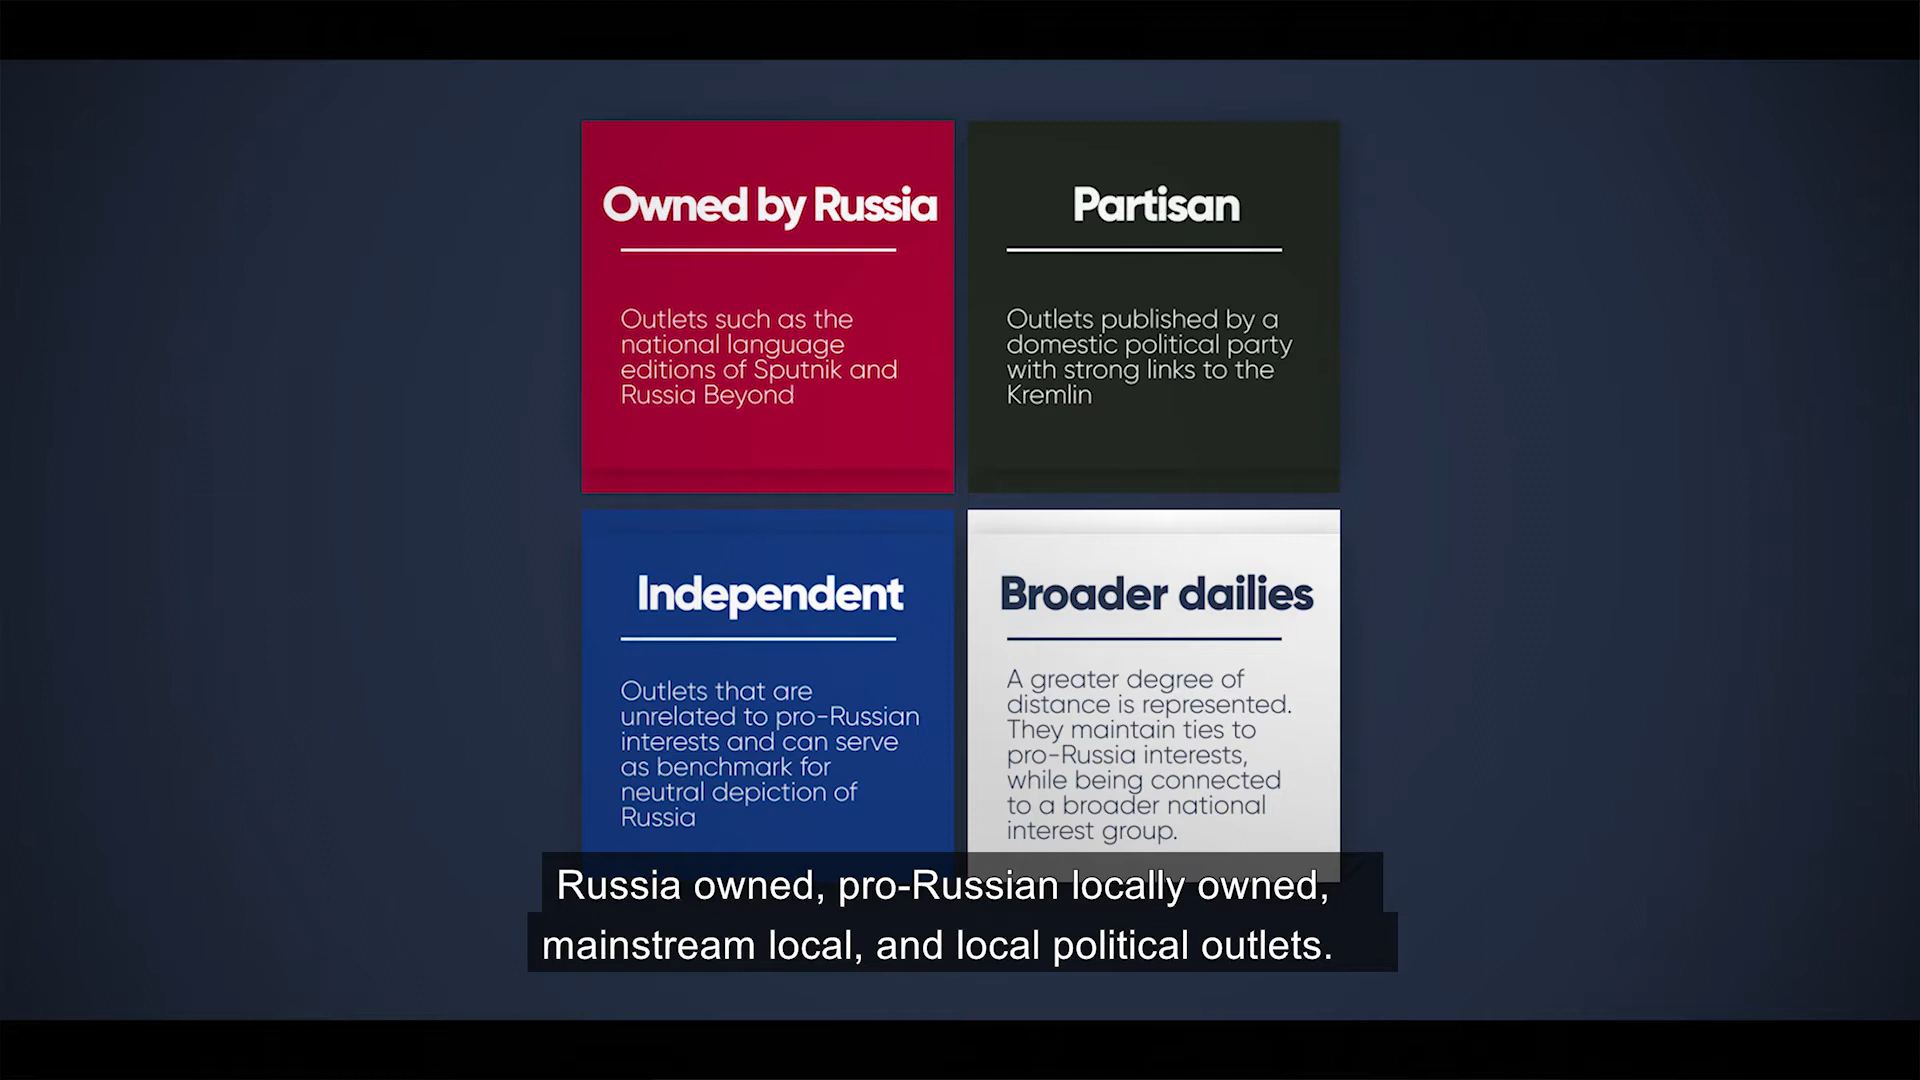 Owned by Russia
Outlets such as the
national language
editions of Sputnik and
Russia Beyond
Partisan
Outlets published by a
domestic political party
with strong links to the
Kremlin
Independent
Outlets that are
unrelated to pro-Russian
interests and can serve
as benchmark for
neutral depiction of
Russia
Broader dailies
A greater degree of
distance is represented.
They maintain ties to
pro-Russia interests,
while being connected
to a broader national
interest group.
Russia owned, pro-Russian locally owned,
mainstream local, and local political outlets.